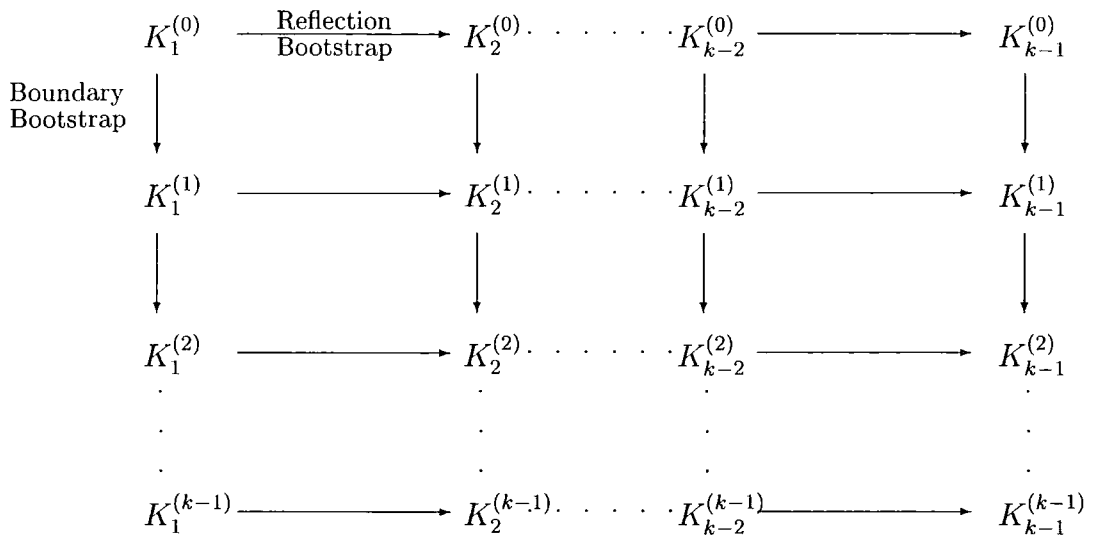 K_1^{(0)} Reflection Bootstrap K_2^{(0)} · · · · · K_{k-2}^{(0)} K_{k-1}^{(0)}
Boundary
Bootstrap
K_1^{(1)} K_2^{(1)} · · · · · K_{k-2}^{(1)} K_{k-1}^{(1)}
K_1^{(2)} K_2^{(2)} · · · · · K_{k-2}^{(2)} K_{k-1}^{(2)}
K_1^{(k-1)} K_2^{(k-1)} · · · · · K_{k-2}^{(k-1)} K_{k-1}^{(k-1)}